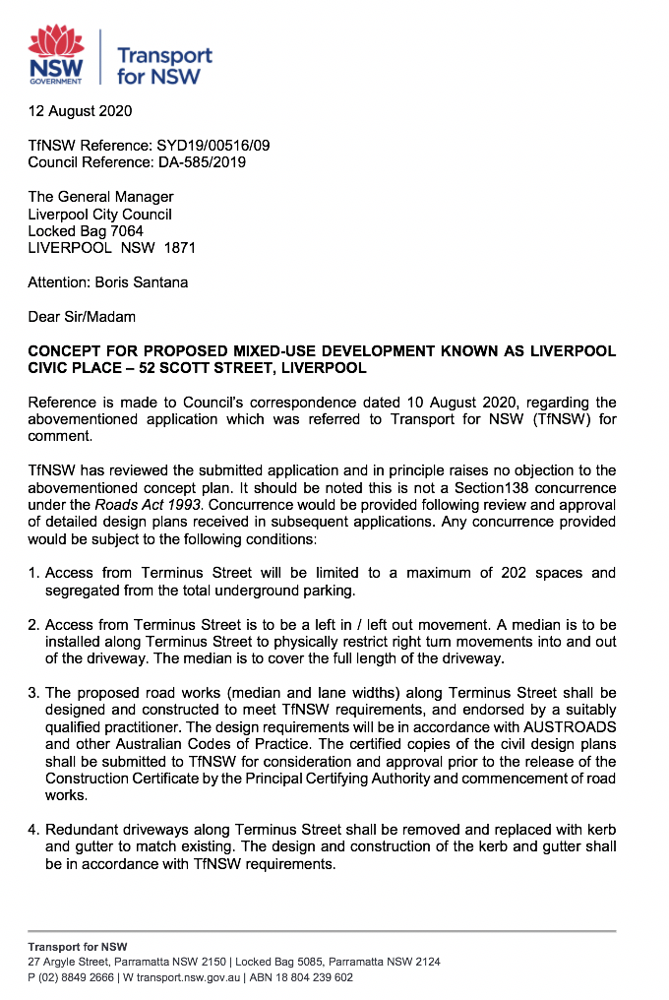 NSW
GOVERNMENT
Transport
for NSW
12 August 2020
TfNSW Reference: SYD19/00516/09
Council Reference: DA-585/2019
The General Manager
Liverpool City Council
Locked Bag 7064
LIVERPOOL NSW 1871
Attention: Boris Santana
Dear Sir/Madam
CONCEPT FOR PROPOSED MIXED-USE DEVELOPMENT KNOWN AS LIVERPOOL
CIVIC PLACE – 52 SCOTT STREET, LIVERPOOL
Reference is made to Council's correspondence dated 10 August 2020, regarding the
abovementioned application which was referred to Transport for NSW (TfNSW) for
comment.
TfNSW has reviewed the submitted application and in principle raises no objection to the
abovementioned concept plan. It should be noted this is not a Section138 concurrence
under the Roads Act 1993. Concurrence would be provided following review and approval
of detailed design plans received in subsequent applications. Any concurrence provided
would be subject to the following conditions:
1. Access from Terminus Street will be limited to a maximum of 202 spaces and
segregated from the total underground parking.
2. Access from Terminus Street is to be a left in / left out movement. A median is to be
installed along Terminus Street to physically restrict right turn movements into and out
of the driveway. The median is to cover the full length of the driveway.
3. The proposed road works (median and lane widths) along Terminus Street shall be
designed and constructed to meet TfNSW requirements, and endorsed by a suitably
qualified practitioner. The design requirements will be in accordance with AUSTROADS
and other Australian Codes of Practice. The certified copies of the civil design plans
shall be submitted to TfNSW for consideration and approval prior to the release of the
Construction Certificate by the Principal Certifying Authority and commencement of road
works.
4. Redundant driveways along Terminus Street shall be removed and replaced with kerb
and gutter to match existing. The design and construction of the kerb and gutter shall
be in accordance with TfNSW requirements.
Transport for NSW
27 Argyle Street, Parramatta NSW 2150 | Locked Bag 5085, Parramatta NSW 2124
P (02) 8849 2666 | W transport.nsw.gov.au | ABN 18 804 239 602